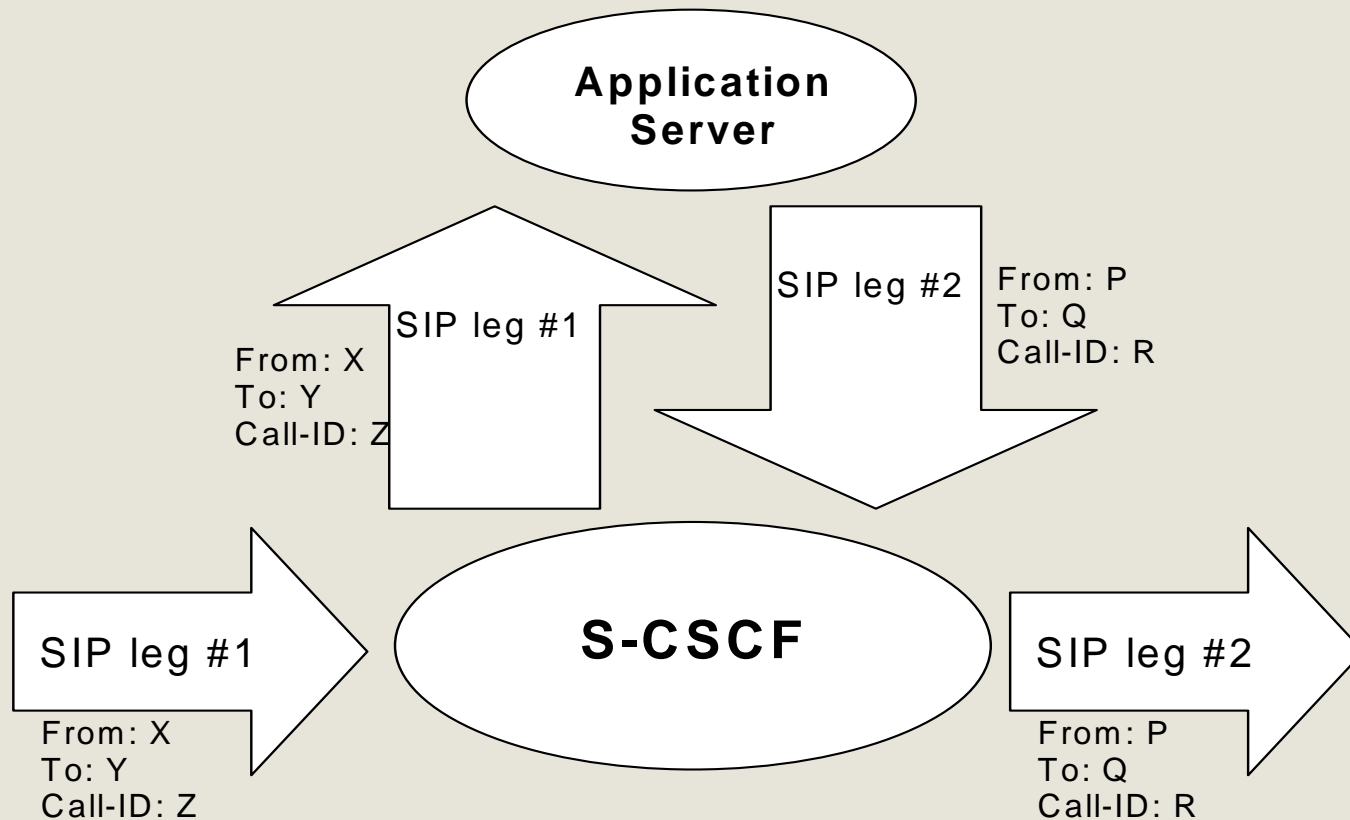 Application
Server
SIP leg #1
From: X
To: Y
Call-ID: Z
SIP leg #2
From: P
To: Q
Call-ID: R
SIP leg #1
From: X
To: Y
Call-ID: Z
S-CSCF
SIP leg #2
From: P
To: Q
Call-ID: R